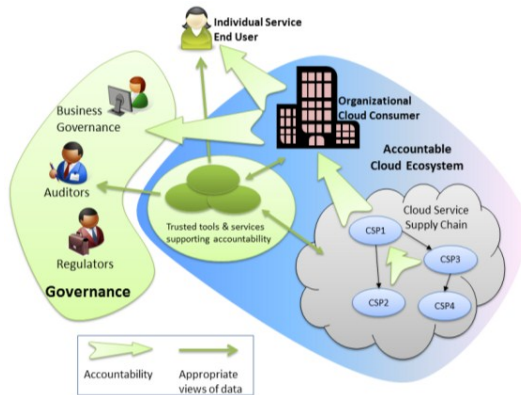 Individual Service
End User
Business
Governance
Organizational
Cloud Consumer
Accountable
Cloud Ecosystem
Auditors
Trusted tools & services
supporting accountability
Cloud Service
Supply Chain
CSP1
CSP3
Regulators
Governance
CSP2
CSP4
Accountability
Appropriate
views of data